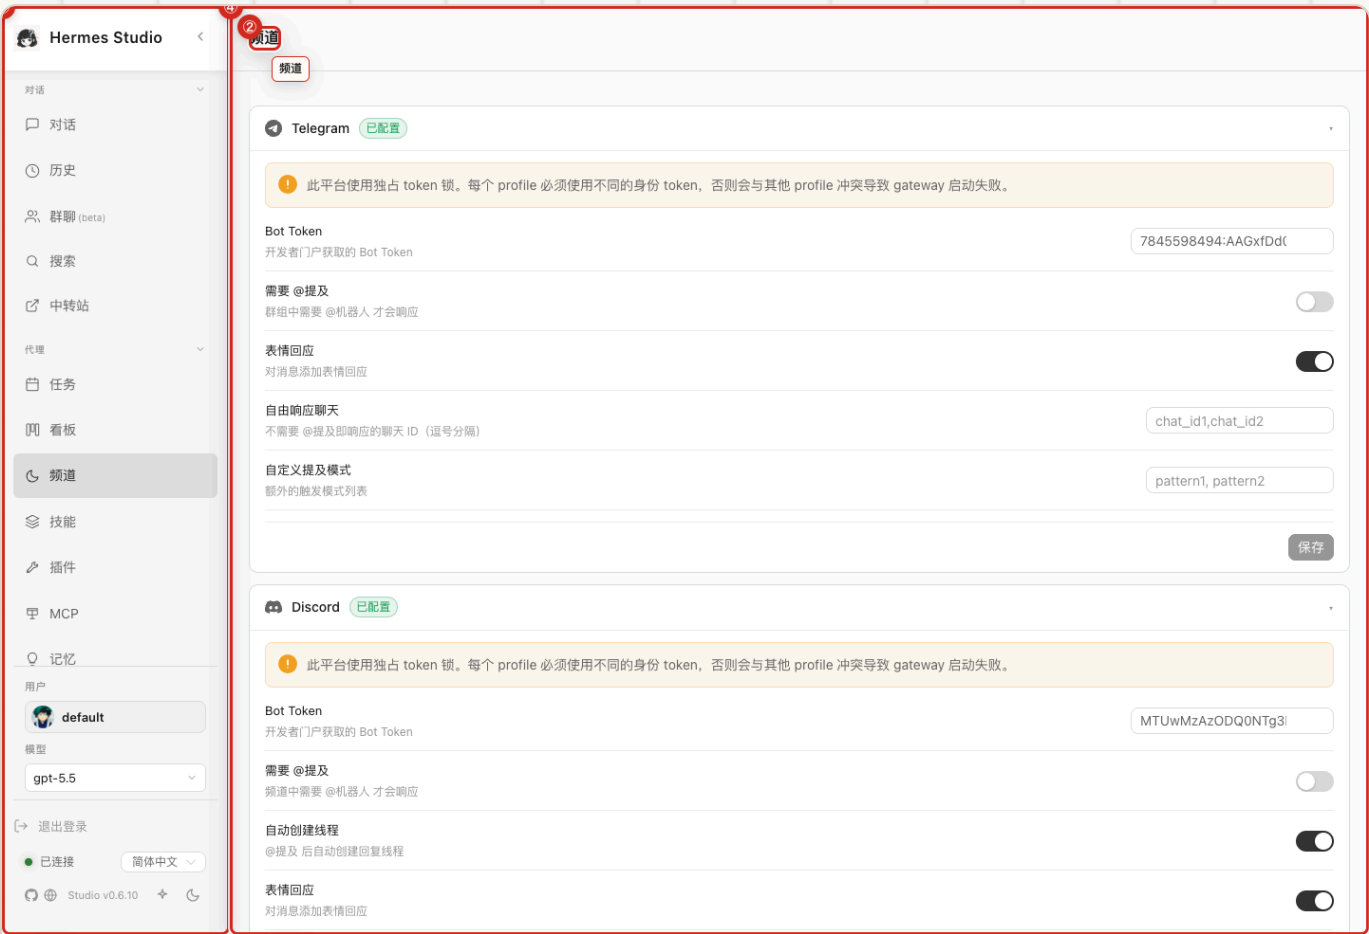 ④
②
Hermes Studio
对话
对话
历史
群聊 (beta)
搜索
中转站
代理
任务
看板
频道
技能
插件
MCP
记忆
用户
default
模型
gpt-5.5
退出登录
已连接
简体中文
Studio v0.6.10
频道
频道
Telegram 已配置
此平台使用独占 token 锁。每个 profile 必须使用不同的身份 token，否则会与其他 profile 冲突导致 gateway 启动失败。
Bot Token
开发者门户获取的 Bot Token
7845598494:AAGxfDd
需要 @提及
群组中需要 @机器人 才会响应
表情回应
对消息添加表情回应
自由响应聊天
不需要 @提及即响应的聊天 ID（逗号分隔）
chat_id1,chat_id2
自定义提及模式
额外的触发模式列表
pattern1, pattern2
保存
Discord 已配置
此平台使用独占 token 锁。每个 profile 必须使用不同的身份 token，否则会与其他 profile 冲突导致 gateway 启动失败。
Bot Token
开发者门户获取的 Bot Token
MTUwMzAzODQ0NTg3
需要 @提及
频道中需要 @机器人 才会响应
自动创建线程
@提及 后自动创建回复线程
表情回应
对消息添加表情回应